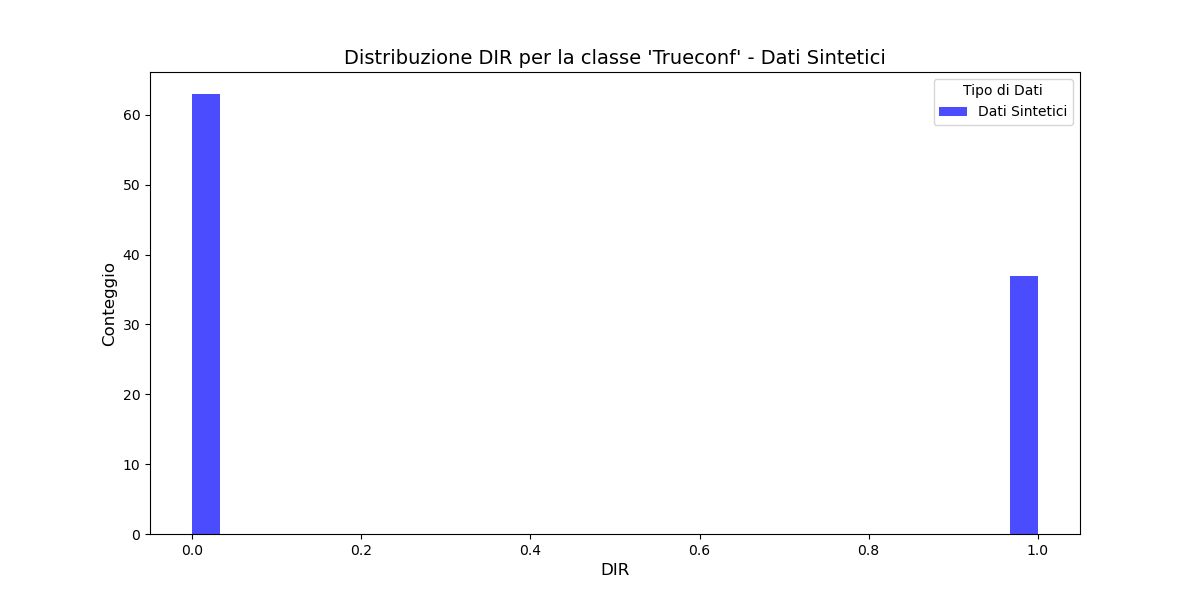 Distribuzione DIR per la classe 'Trueconf' - Dati Sintetici
Tipo di Dati
Dati Sintetici
Conteggio
60
50
40
30
20
10
0
0.0 0.2 0.4 0.6 0.8 1.0
DIR